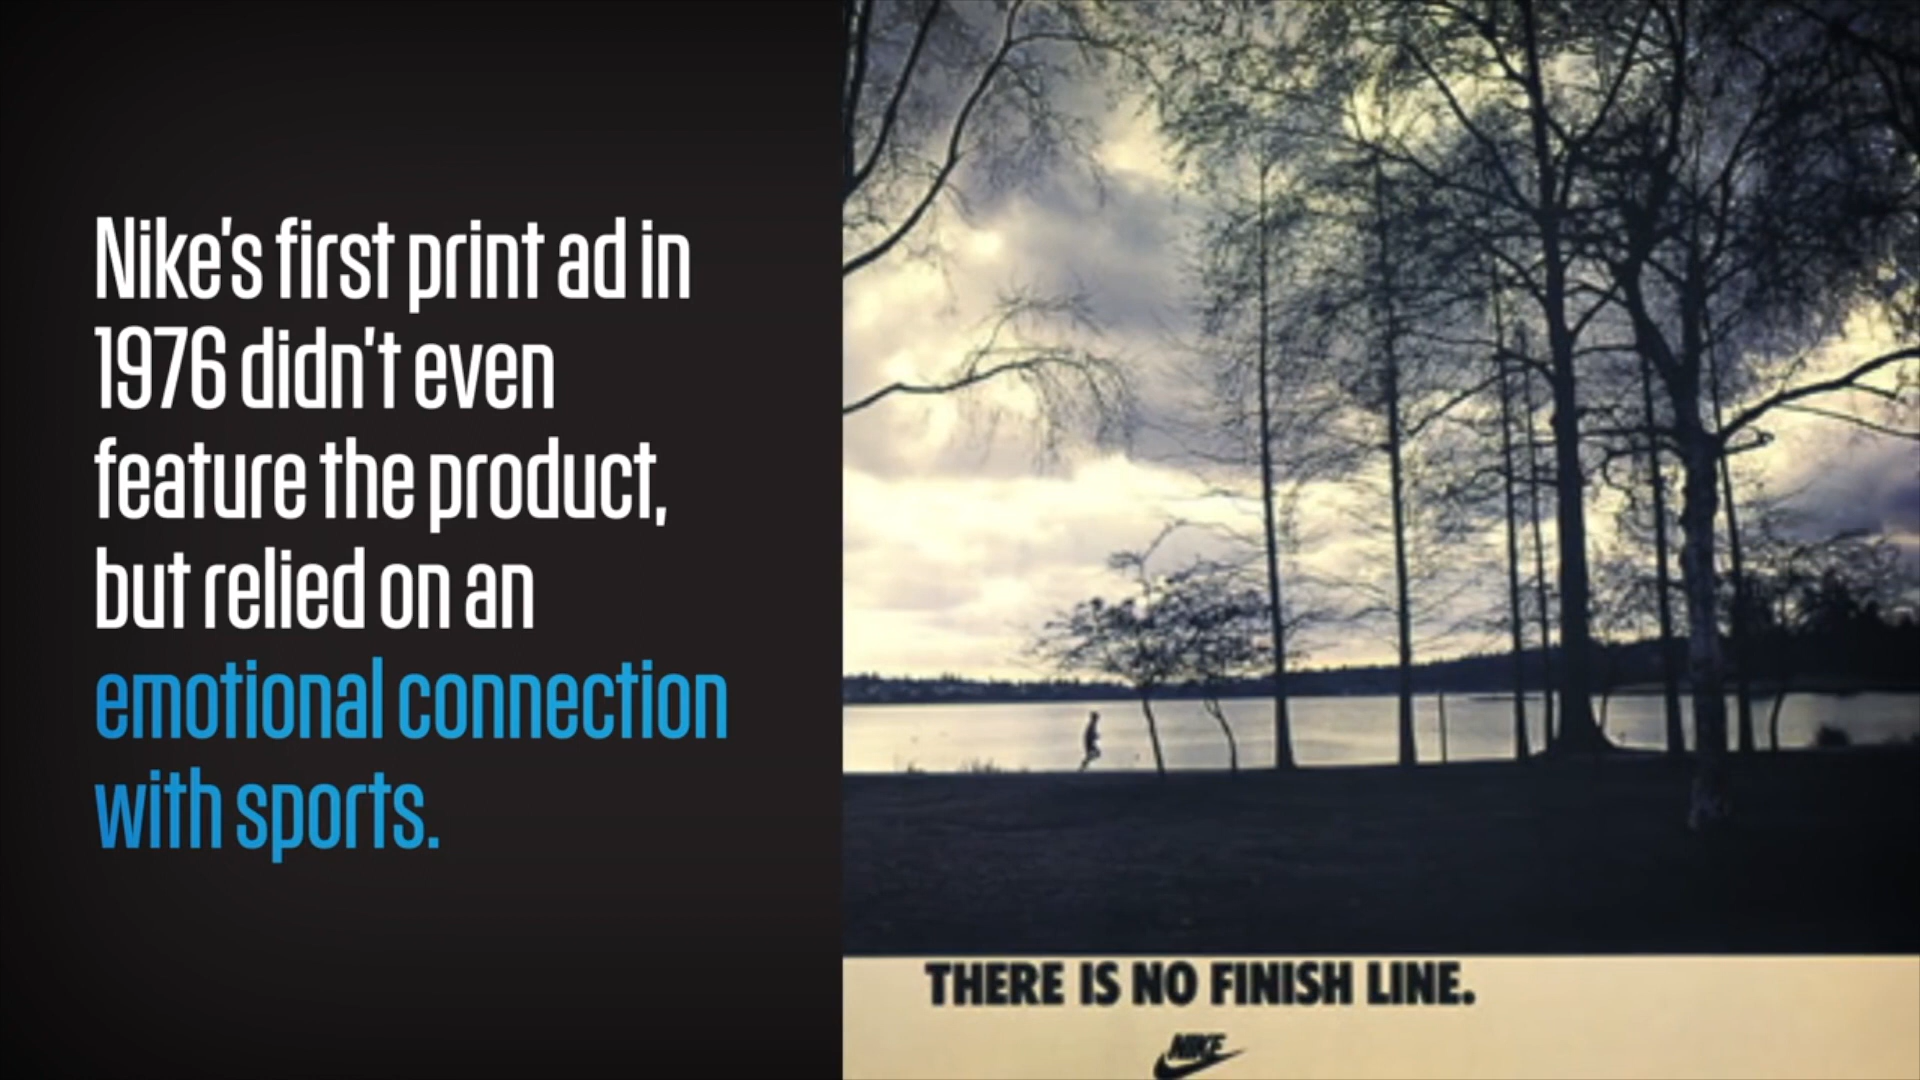 Nike's first print ad in
1976 didn't even
feature the product,
but relied on an
emotional connection
with sports.
THERE IS NO FINISH LINE.
NIKE